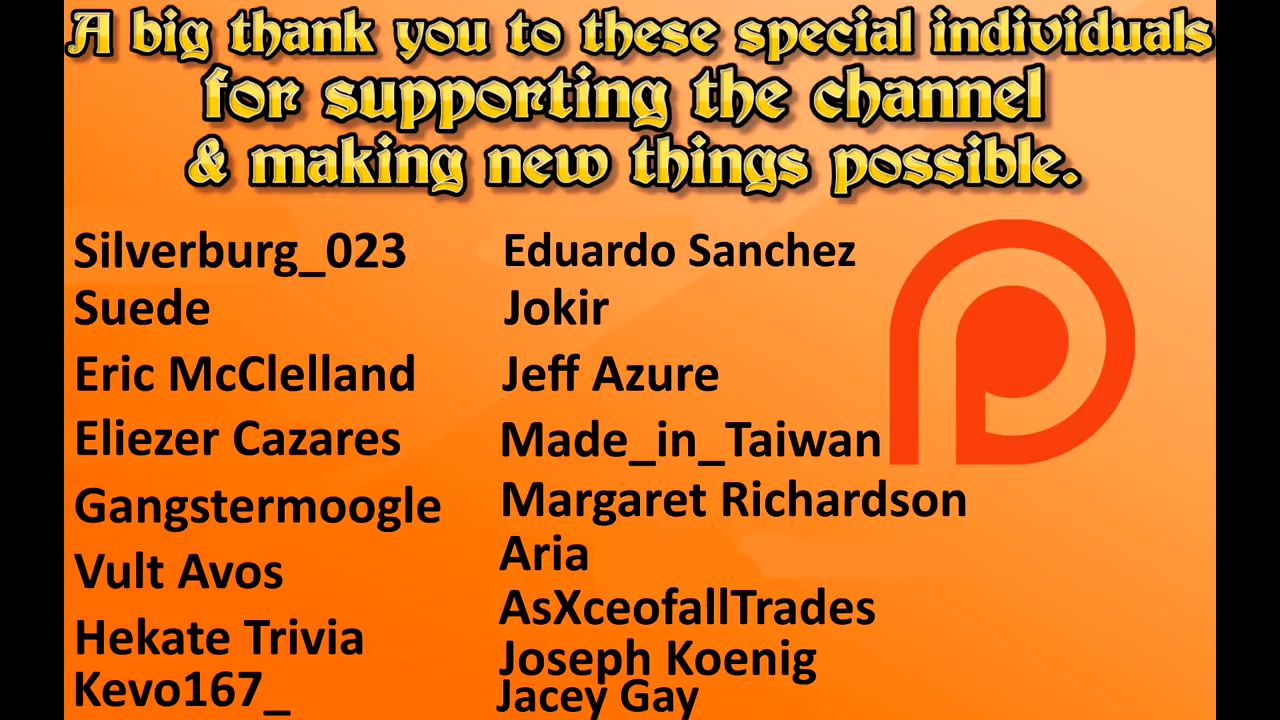 A big thank you to these special individuals
for supporting the channel
& making new things possible.
Silverburg_023
Suede
Eric McClelland
Eliezer Cazares
Gangstermoogle
Vult Avos
Hekate Trivia
Kevo167_
Eduardo Sanchez
Jokir
Jeff Azure
Made_in_Taiwan
Margaret Richardson
Aria
AsXceofallTrades
Joseph Koenig
Jacey Gay